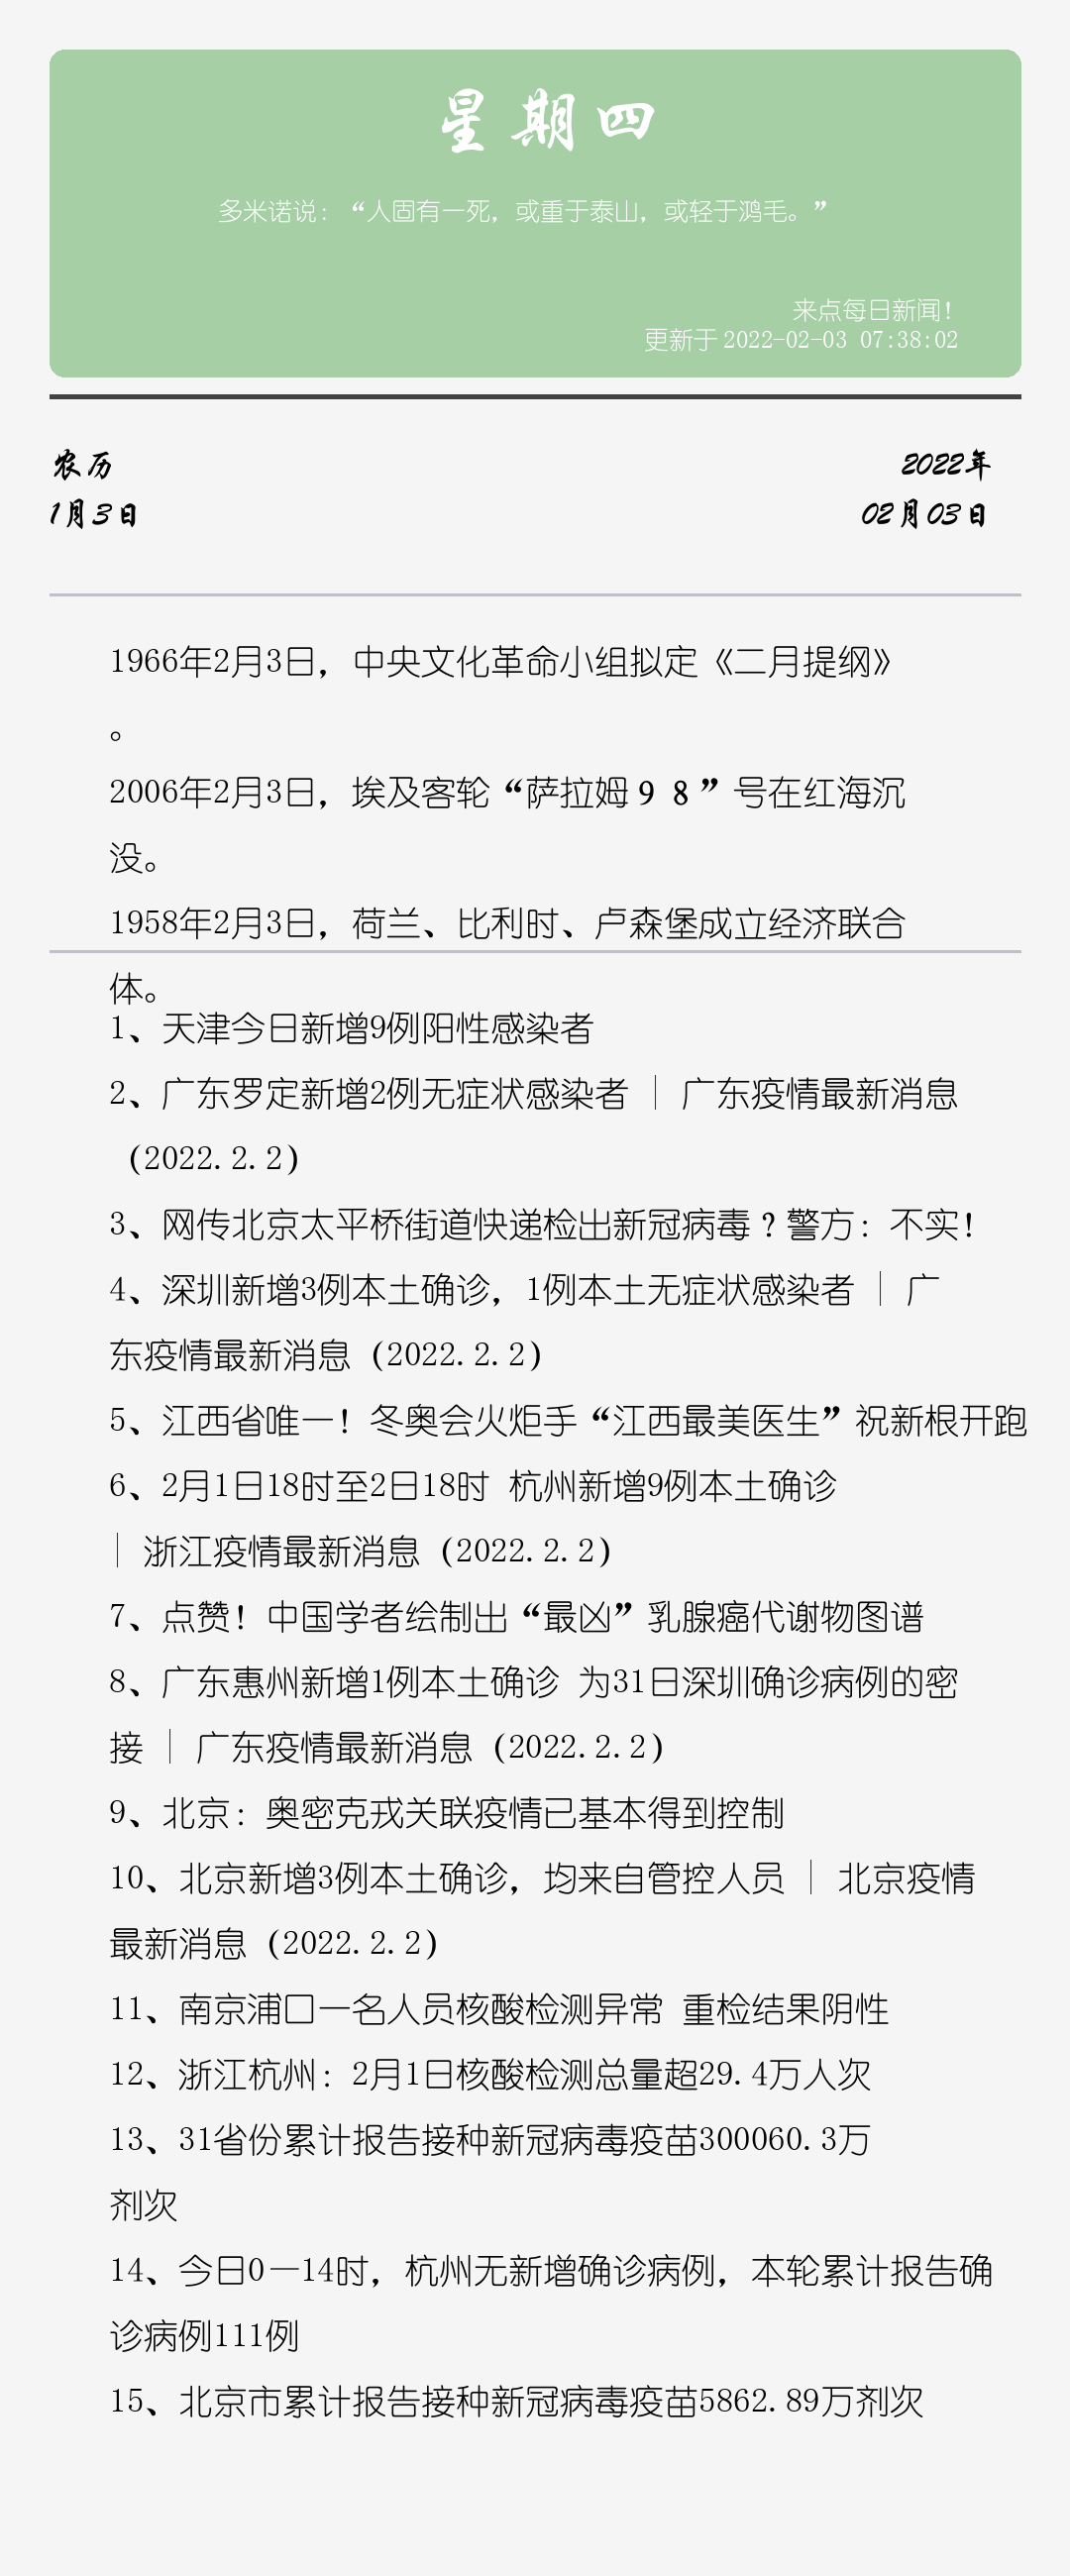 星期四
多米诺说：“人固有一死，或重于泰山，或轻于鸿毛。”
来点每日新闻！
更新于 2022-02-03 07:38:02
农历
2022年
1月3日
02月03日
1966年2月3日，中央文化革命小组拟定《二月提纲》
。
2006年2月3日，埃及客轮“萨拉姆９８”号在红海沉
没。
1958年2月3日，荷兰、比利时、卢森堡成立经济联合
体。
1、天津今日新增9例阳性感染者
2、广东罗定新增2例无症状感染者｜广东疫情最新消息
（2022.2.2）
3、网传北京太平桥街道快递检出新冠病毒？警方：不实！
4、深圳新增3例本土确诊，1例本土无症状感染者｜广
东疫情最新消息（2022.2.2）
5、江西省唯一！冬奥会火炬手“江西最美医生”祝新根开跑
6、2月1日18时至2日18时 杭州新增9例本土确诊
｜浙江疫情最新消息（2022.2.2）
7、点赞！中国学者绘制出“最凶”乳腺癌代谢物图谱
8、广东惠州新增1例本土确诊 为31日深圳确诊病例的密
接｜广东疫情最新消息（2022.2.2）
9、北京：奥密克戎关联疫情已基本得到控制
10、北京新增3例本土确诊，均来自管控人员｜北京疫情
最新消息（2022.2.2）
11、南京浦口一名人员核酸检测异常 重检结果阴性
12、浙江杭州：2月1日核酸检测总量超29.4万人次
13、31省份累计报告接种新冠病毒疫苗300060.3万
剂次
14、今日0—14时，杭州无新增确诊病例，本轮累计报告确
诊病例111例
15、北京市累计报告接种新冠病毒疫苗5862.89万剂次